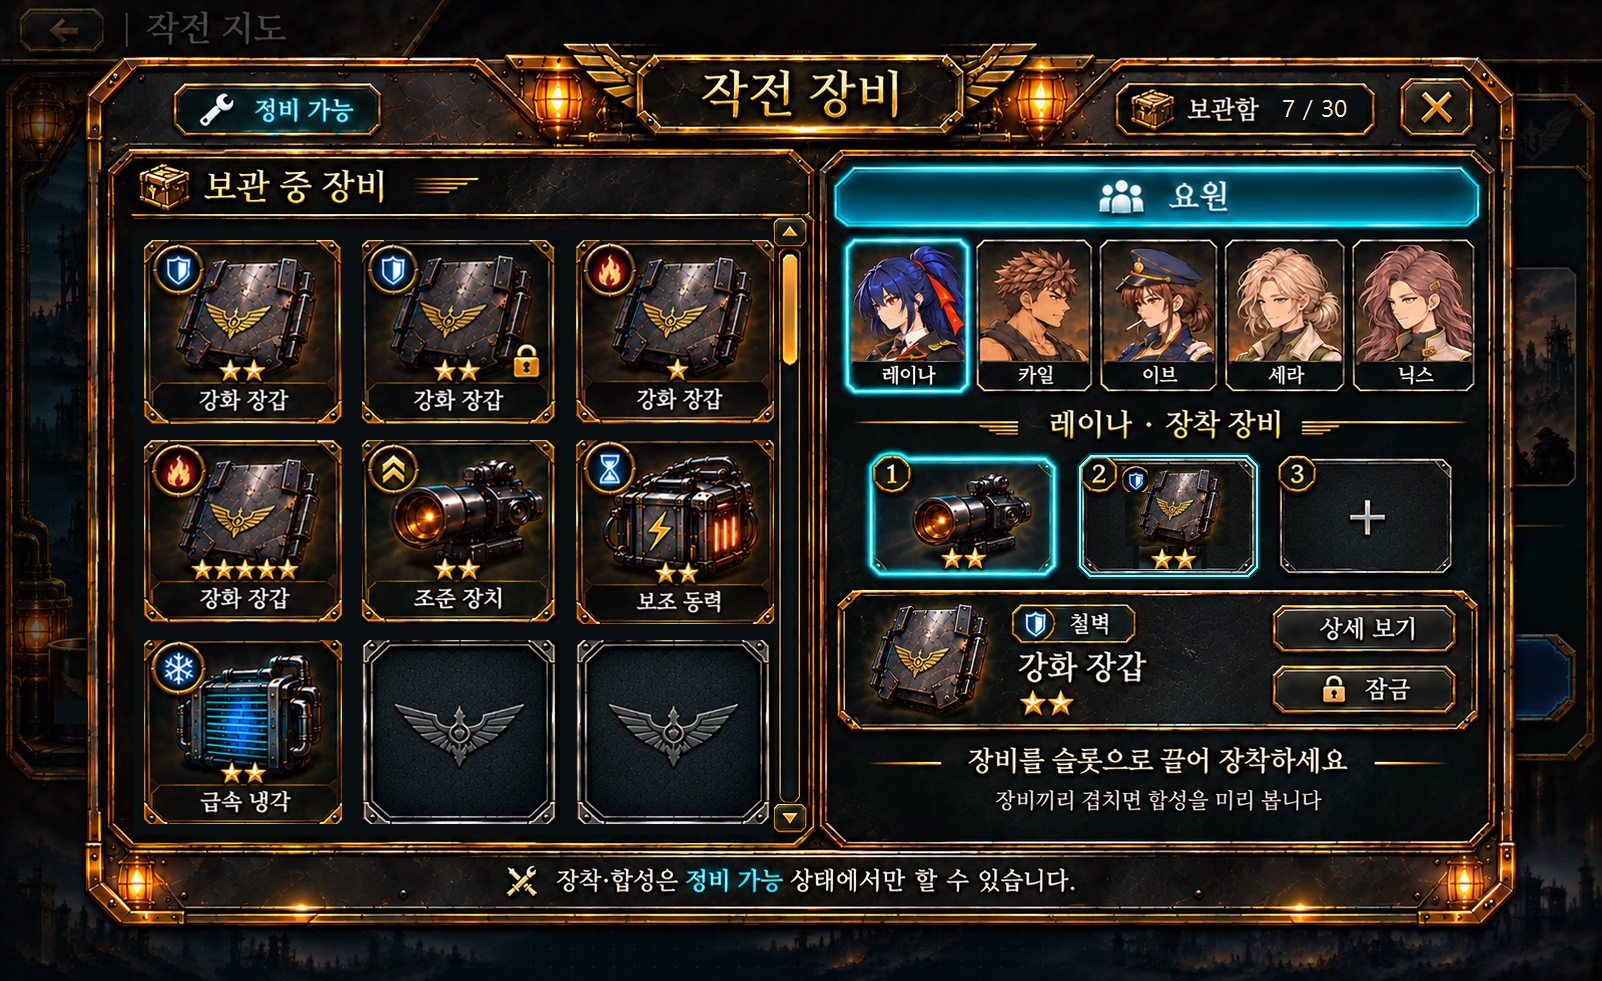 작전 지도
작전 장비
정비 가능
보관함 7 / 30
보관 중 장비
강화 장갑
강화 장갑
강화 장갑
장화 장갑
조준 장치
보조 동력
급속 냉각
요원
레이나
카일
이브
세라
닉스
레이나 · 장착 장비
1
2
3
철벽
강화 장갑
상세 보기
잠금
장비를 슬롯으로 끌어 장착하세요
장비끼리 겹치면 합성을 미리 봅니다
장착·합성은 정비 가능 상태에서만 할 수 있습니다.